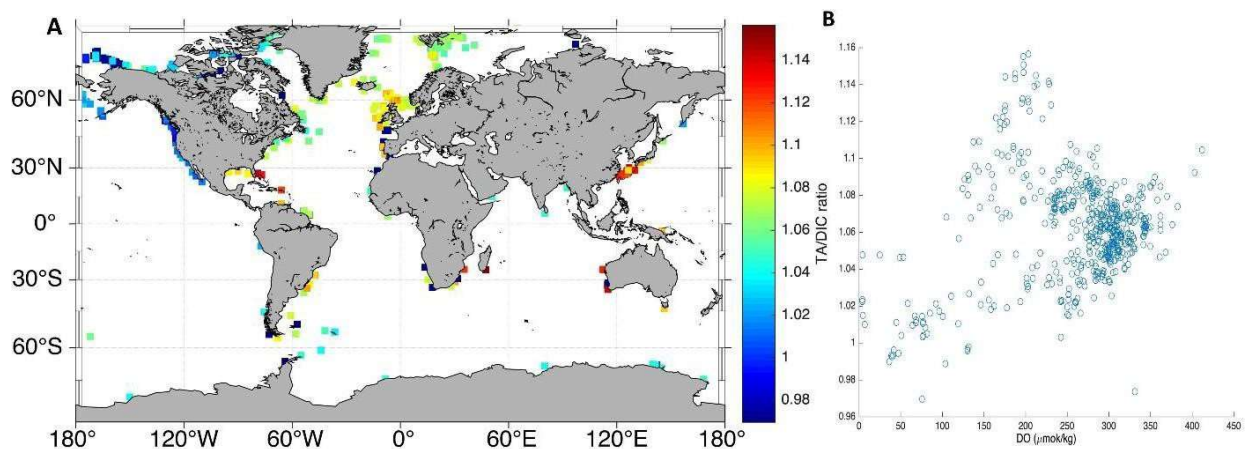 A
60°N
30°N
0°
30°S
60°S
180°
120°W
60°W
0°
60°E
120°E
180°
1.14
1.12
1.1
1.08
1.06
1.04
1.02
1
0.98
TA/DIC ratio
B
1.16
1.14
1.12
1.1
1.08
1.06
1.04
1.02
1
0.98
0.96
0 50 100 150 200 250 300 350 400 450
DO (μmok/kg)